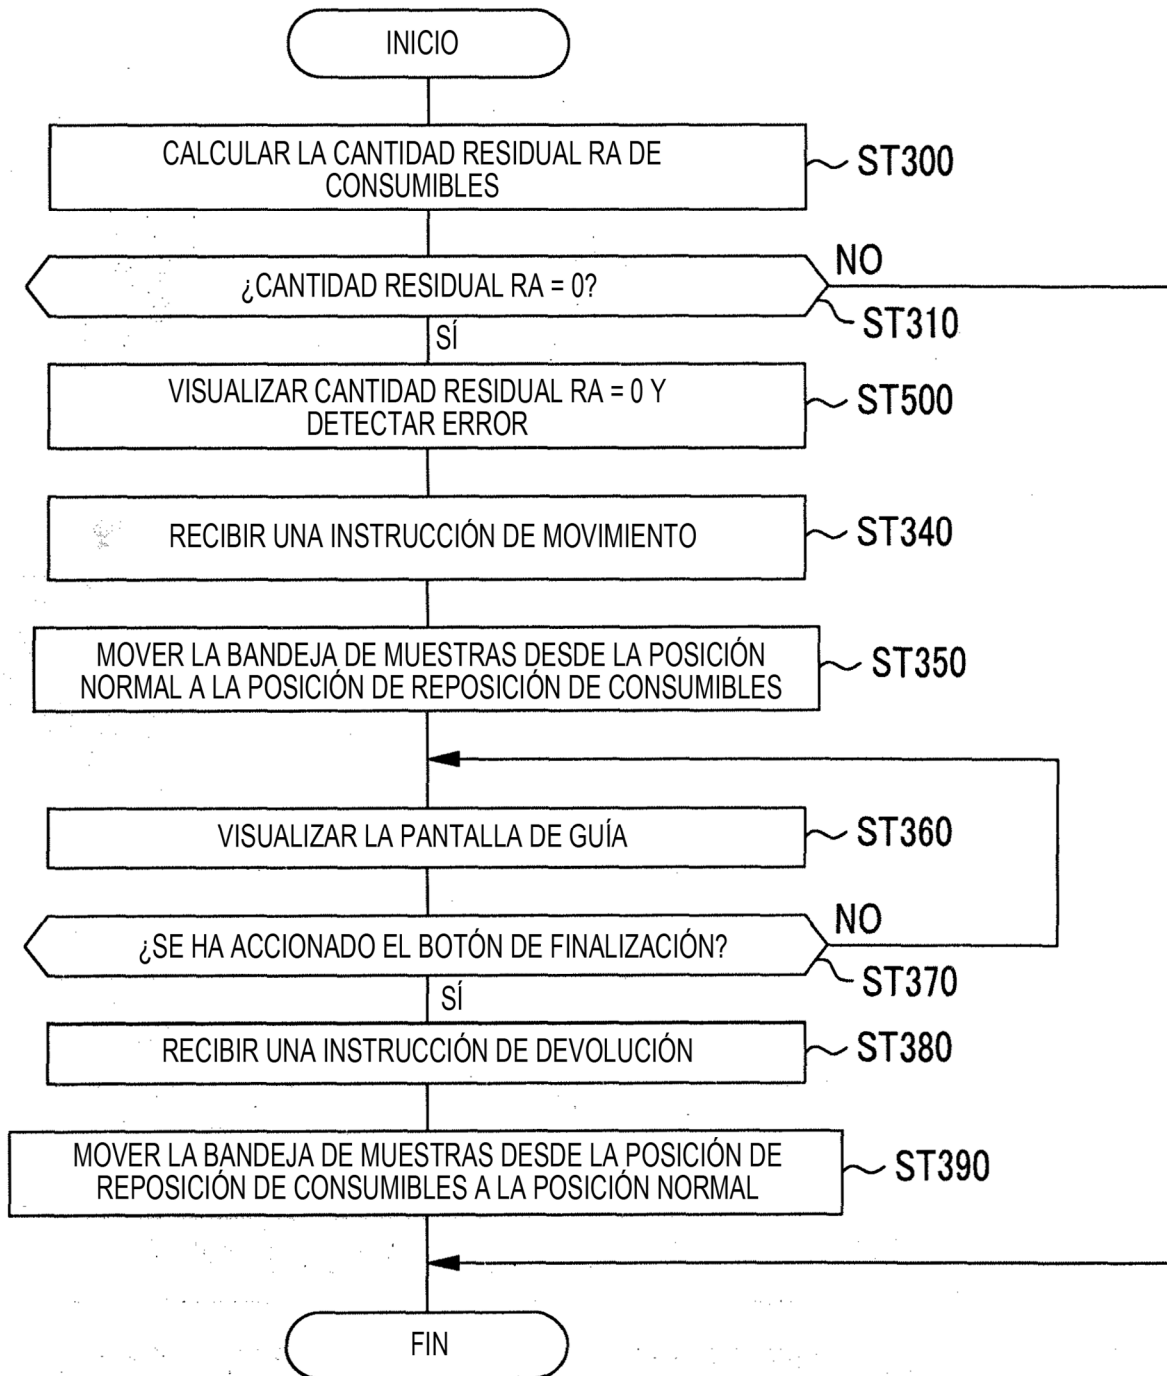 INICIO
CALCULAR LA CANTIDAD RESIDUAL RA DE
CONSUMIBLES
ST300
¿CANTIDAD RESIDUAL RA = 0?
NO
ST310
SÍ
VISUALIZAR CANTIDAD RESIDUAL RA = 0 Y
DETECTAR ERROR
ST500
RECIBIR UNA INSTRUCCIÓN DE MOVIMIENTO
ST340
MOVER LA BANDEJA DE MUESTRAS DESDE LA POSICIÓN
NORMAL A LA POSICIÓN DE REPOSICIÓN DE CONSUMIBLES
ST350
VISUALIZAR LA PANTALLA DE GUÍA
ST360
¿SE HA ACCIONADO EL BOTÓN DE FINALIZACIÓN?
NO
ST370
SÍ
RECIBIR UNA INSTRUCCIÓN DE DEVOLUCIÓN
ST380
MOVER LA BANDEJA DE MUESTRAS DESDE LA POSICIÓN DE
REPOSICIÓN DE CONSUMIBLES A LA POSICIÓN NORMAL
ST390
FIN